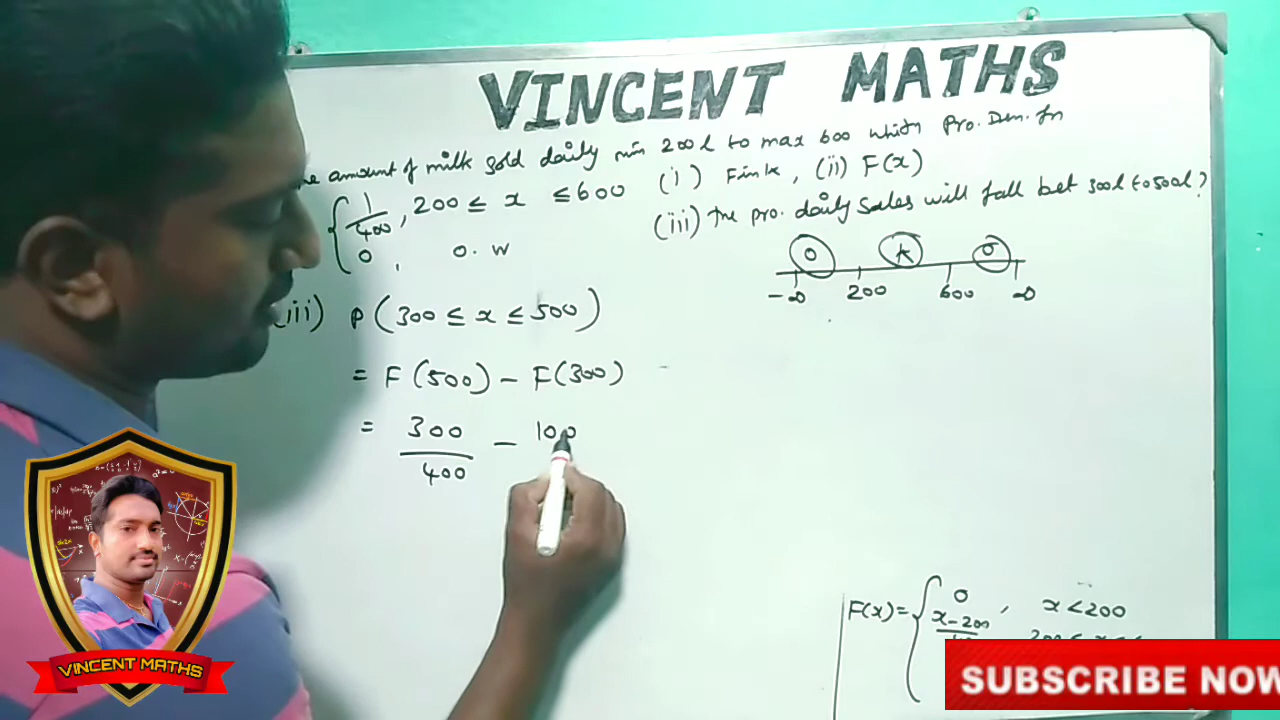 VINCENT MATHS
amount of milk sold daily min 200 l to max 600 which pro. Den. fn
{ 1/400 , 200 ≤ x ≤ 600
0 , 0. W
(i) Find k, (ii) F(x)
(iii) The pro. daily sales will fall bet 300l to 500l?
0 k 0
-∞ 200 600 ∞
(iii) P(300 ≤ x ≤ 500)
= F(500) - F(300)
= 300/400 - 100
F(x) = { 0 , x < 200
x-200
VINCENT MATHS
SUBSCRIBE NOW